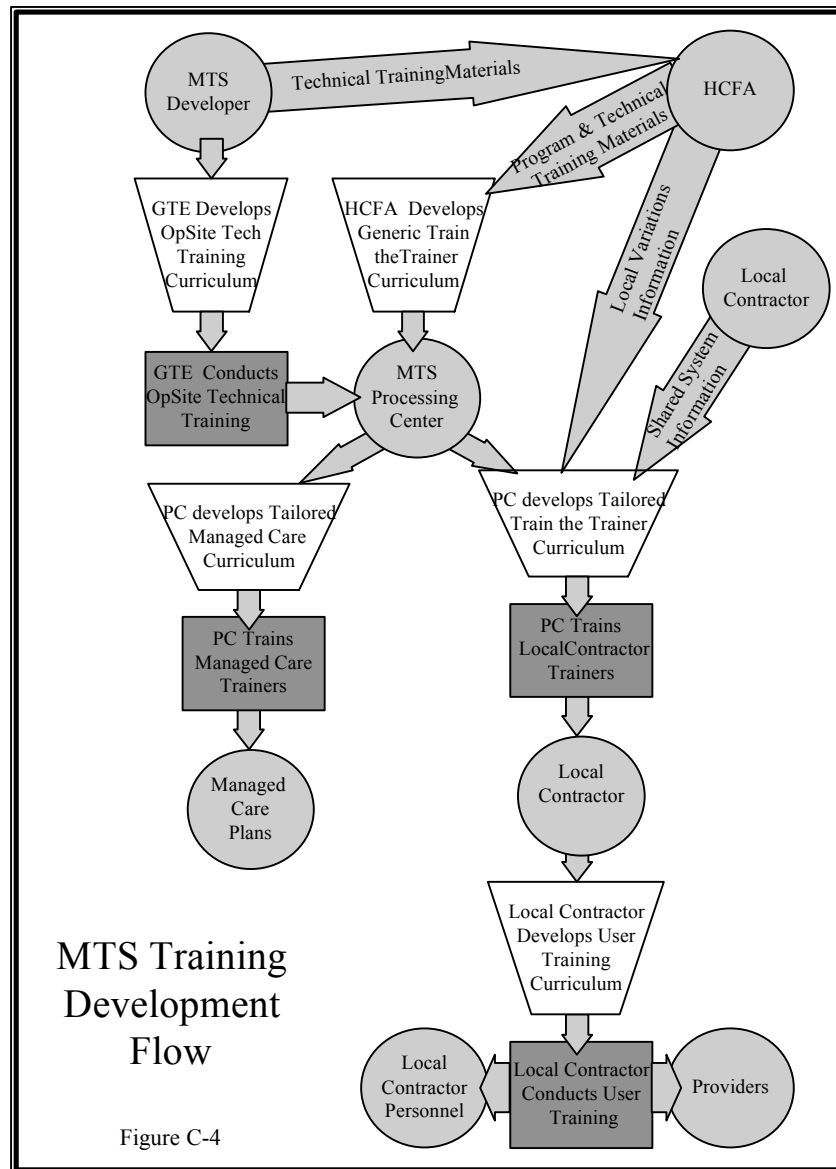 MTS
Developer
Technical TrainingMaterials
HCFA
Program & Technical
Training Materials
GTE Develops
OpSite Tech
Training
Curriculum
HCFA Develops
Generic Train
theTrainer
Curriculum
Local Variations
Information
Local
Contractor
Shared System
Information
GTE Conducts
OpSite Technical
Training
MTS
Processing
Center
PC develops Tailored
Managed Care
Curriculum
PC develops Tailored
Train the Trainer
Curriculum
PC Trains
Managed Care
Trainers
PC Trains
LocalContractor
Trainers
Managed
Care
Plans
Local
Contractor
Local Contractor
Develops User
Training
Curriculum
MTS Training
Development
Flow
Local
Contractor
Personnel
Local Contractor
Conducts User
Training
Providers
Figure C-4